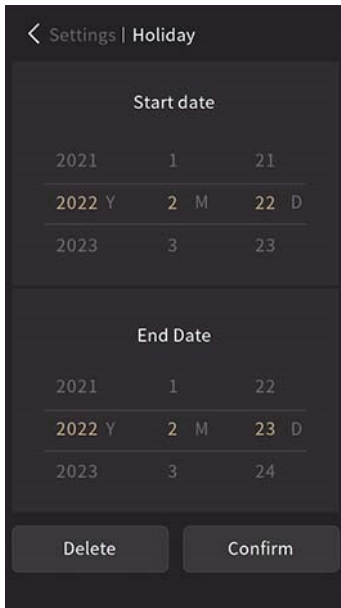 Settings | Holiday
Start date
2021 1 21
2022 Y 2 M 22 D
2023 3 23
End Date
2021 1 22
2022 Y 2 M 23 D
2023 3 24
Delete Confirm